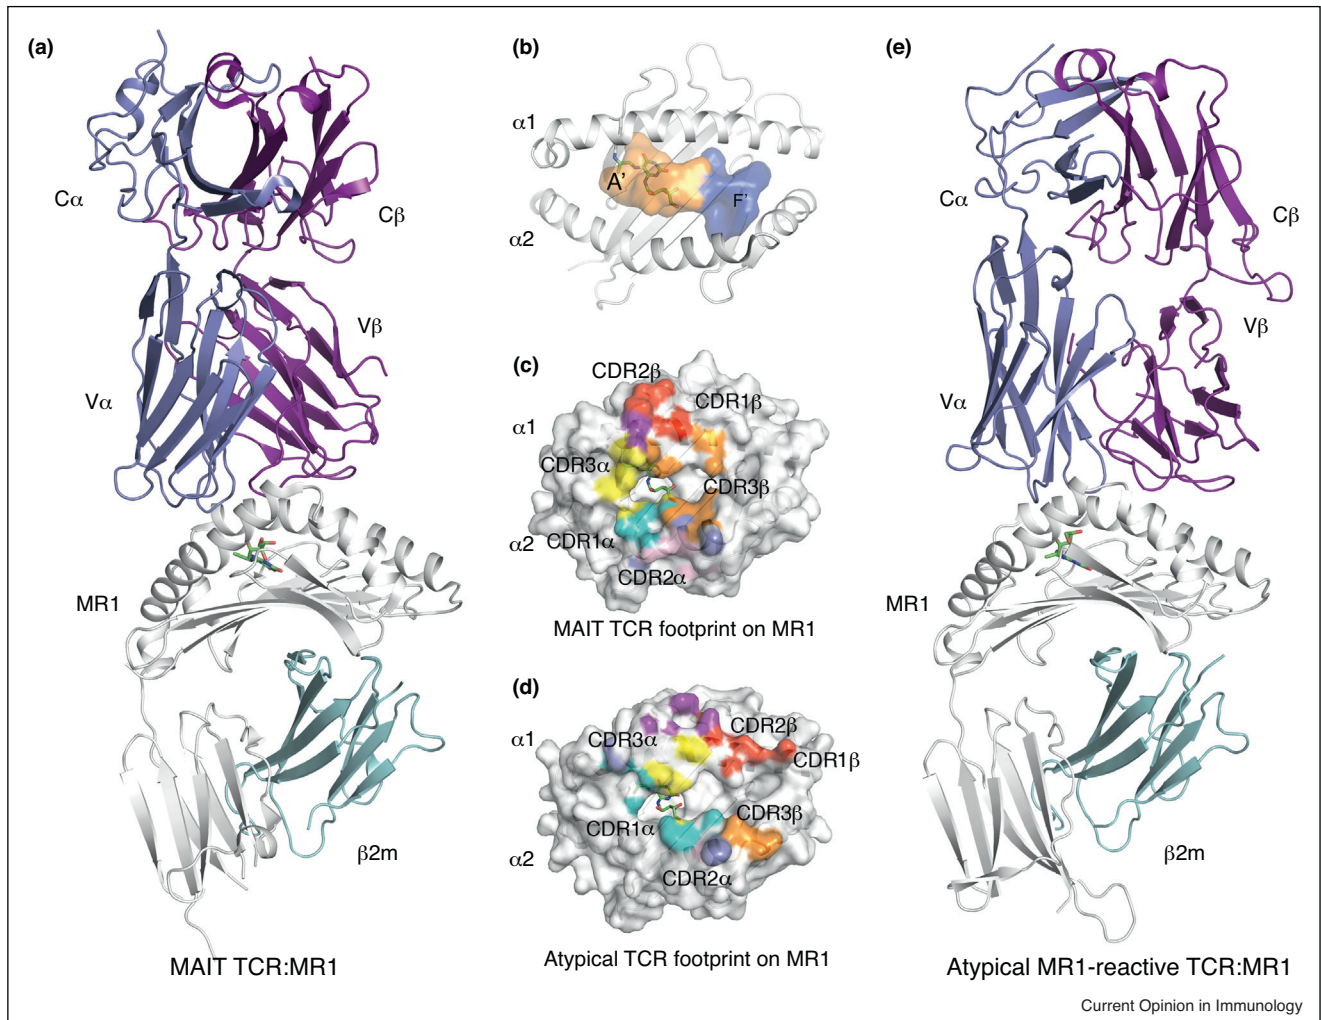 (a)
Cα
Cβ
Vβ
Vα
MR1
β2m
MAIT TCR:MR1
(b)
α1
A'
F'
α2
(c)
CDR2β
CDR1β
α1
CDR3α
CDR3β
CDR1α
α2
CDR2α
MAIT TCR footprint on MR1
(d)
α1
CDR2β
CDR3α
CDR1β
CDR3β
CDR1α
α2
CDR2α
Atypical TCR footprint on MR1
(e)
Cα
Cβ
Vβ
Vα
MR1
β2m
Atypical MR1-reactive TCR:MR1
Current Opinion in Immunology